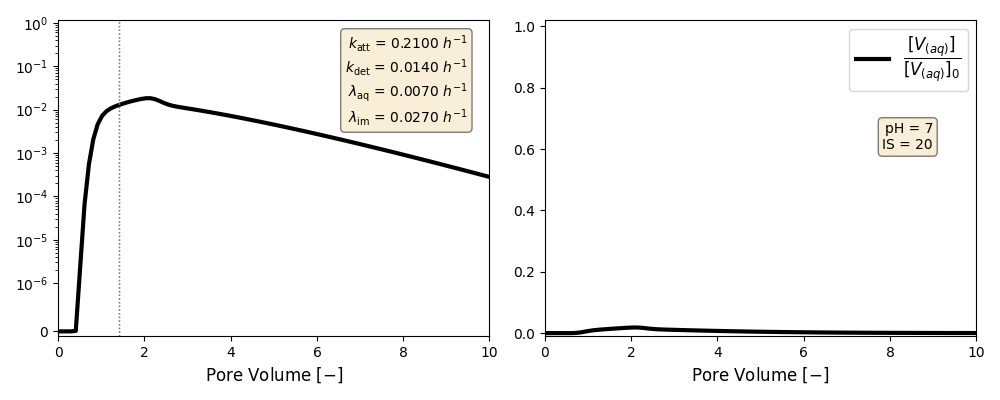 10⁰
10⁻¹
10⁻²
10⁻³
10⁻⁴
10⁻⁵
10⁻⁶
0
k_att = 0.2100 h⁻¹
k_det = 0.0140 h⁻¹
λ_aq = 0.0070 h⁻¹
λ_im = 0.0270 h⁻¹
0 2 4 6 8 10
Pore Volume [−]
1.0
0.8
0.6
0.4
0.2
0.0
[V_(aq)]
[V_(aq)]₀
pH = 7
IS = 20
0 2 4 6 8 10
Pore Volume [−]